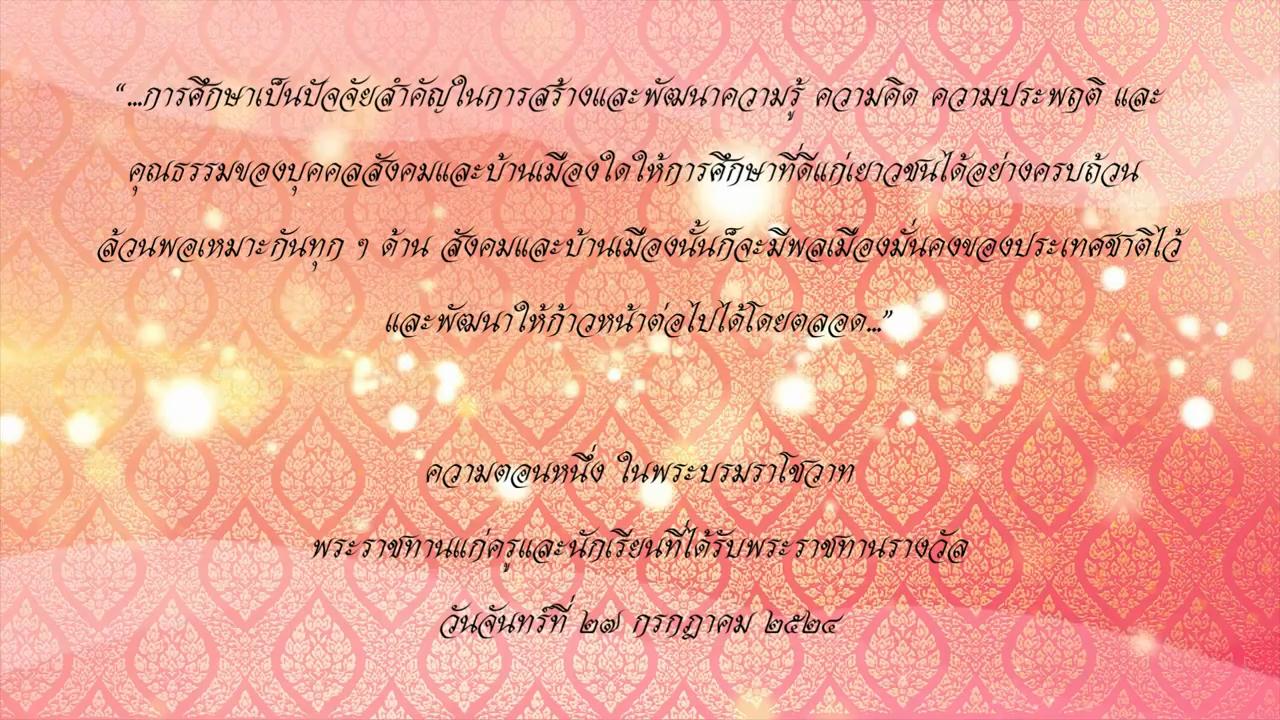 “...การศึกษาเป็นปัจจัยสำคัญในการสร้างและพัฒนาความรู้ ความคิด ความประพฤติ และ
คุณธรรมของบุคคลสังคมและบ้านเมืองใดให้การศึกษาที่ดีแก่เยาวชนได้อย่างครบถ้วน
ล้วนพอเหมาะกันทุก ๆ ด้าน สังคมและบ้านเมืองนั้นก็จะมีพลเมืองมั่นคงของประเทศชาติไว้
และพัฒนาให้ก้าวหน้าต่อไปได้โดยตลอด...”
ความตอนหนึ่ง ในพระบรมราโชวาท
พระราชทานแก่ครูและนักเรียนที่ได้รับพระราชทานรางวัล
วันจันทร์ที่ ๒๗ กรกฎาคม ๒๕๒๔